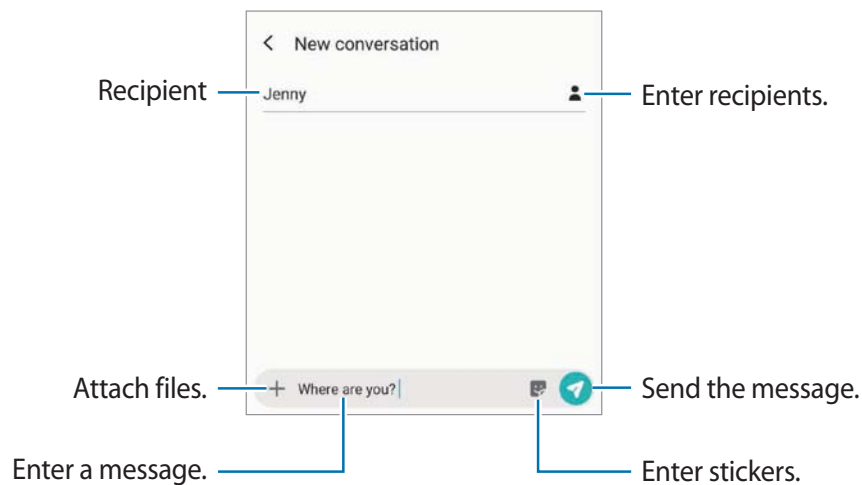 New conversation
Recipient
Jenny
Enter recipients.
Attach files.
Where are you?
Send the message.
Enter a message.
Enter stickers.